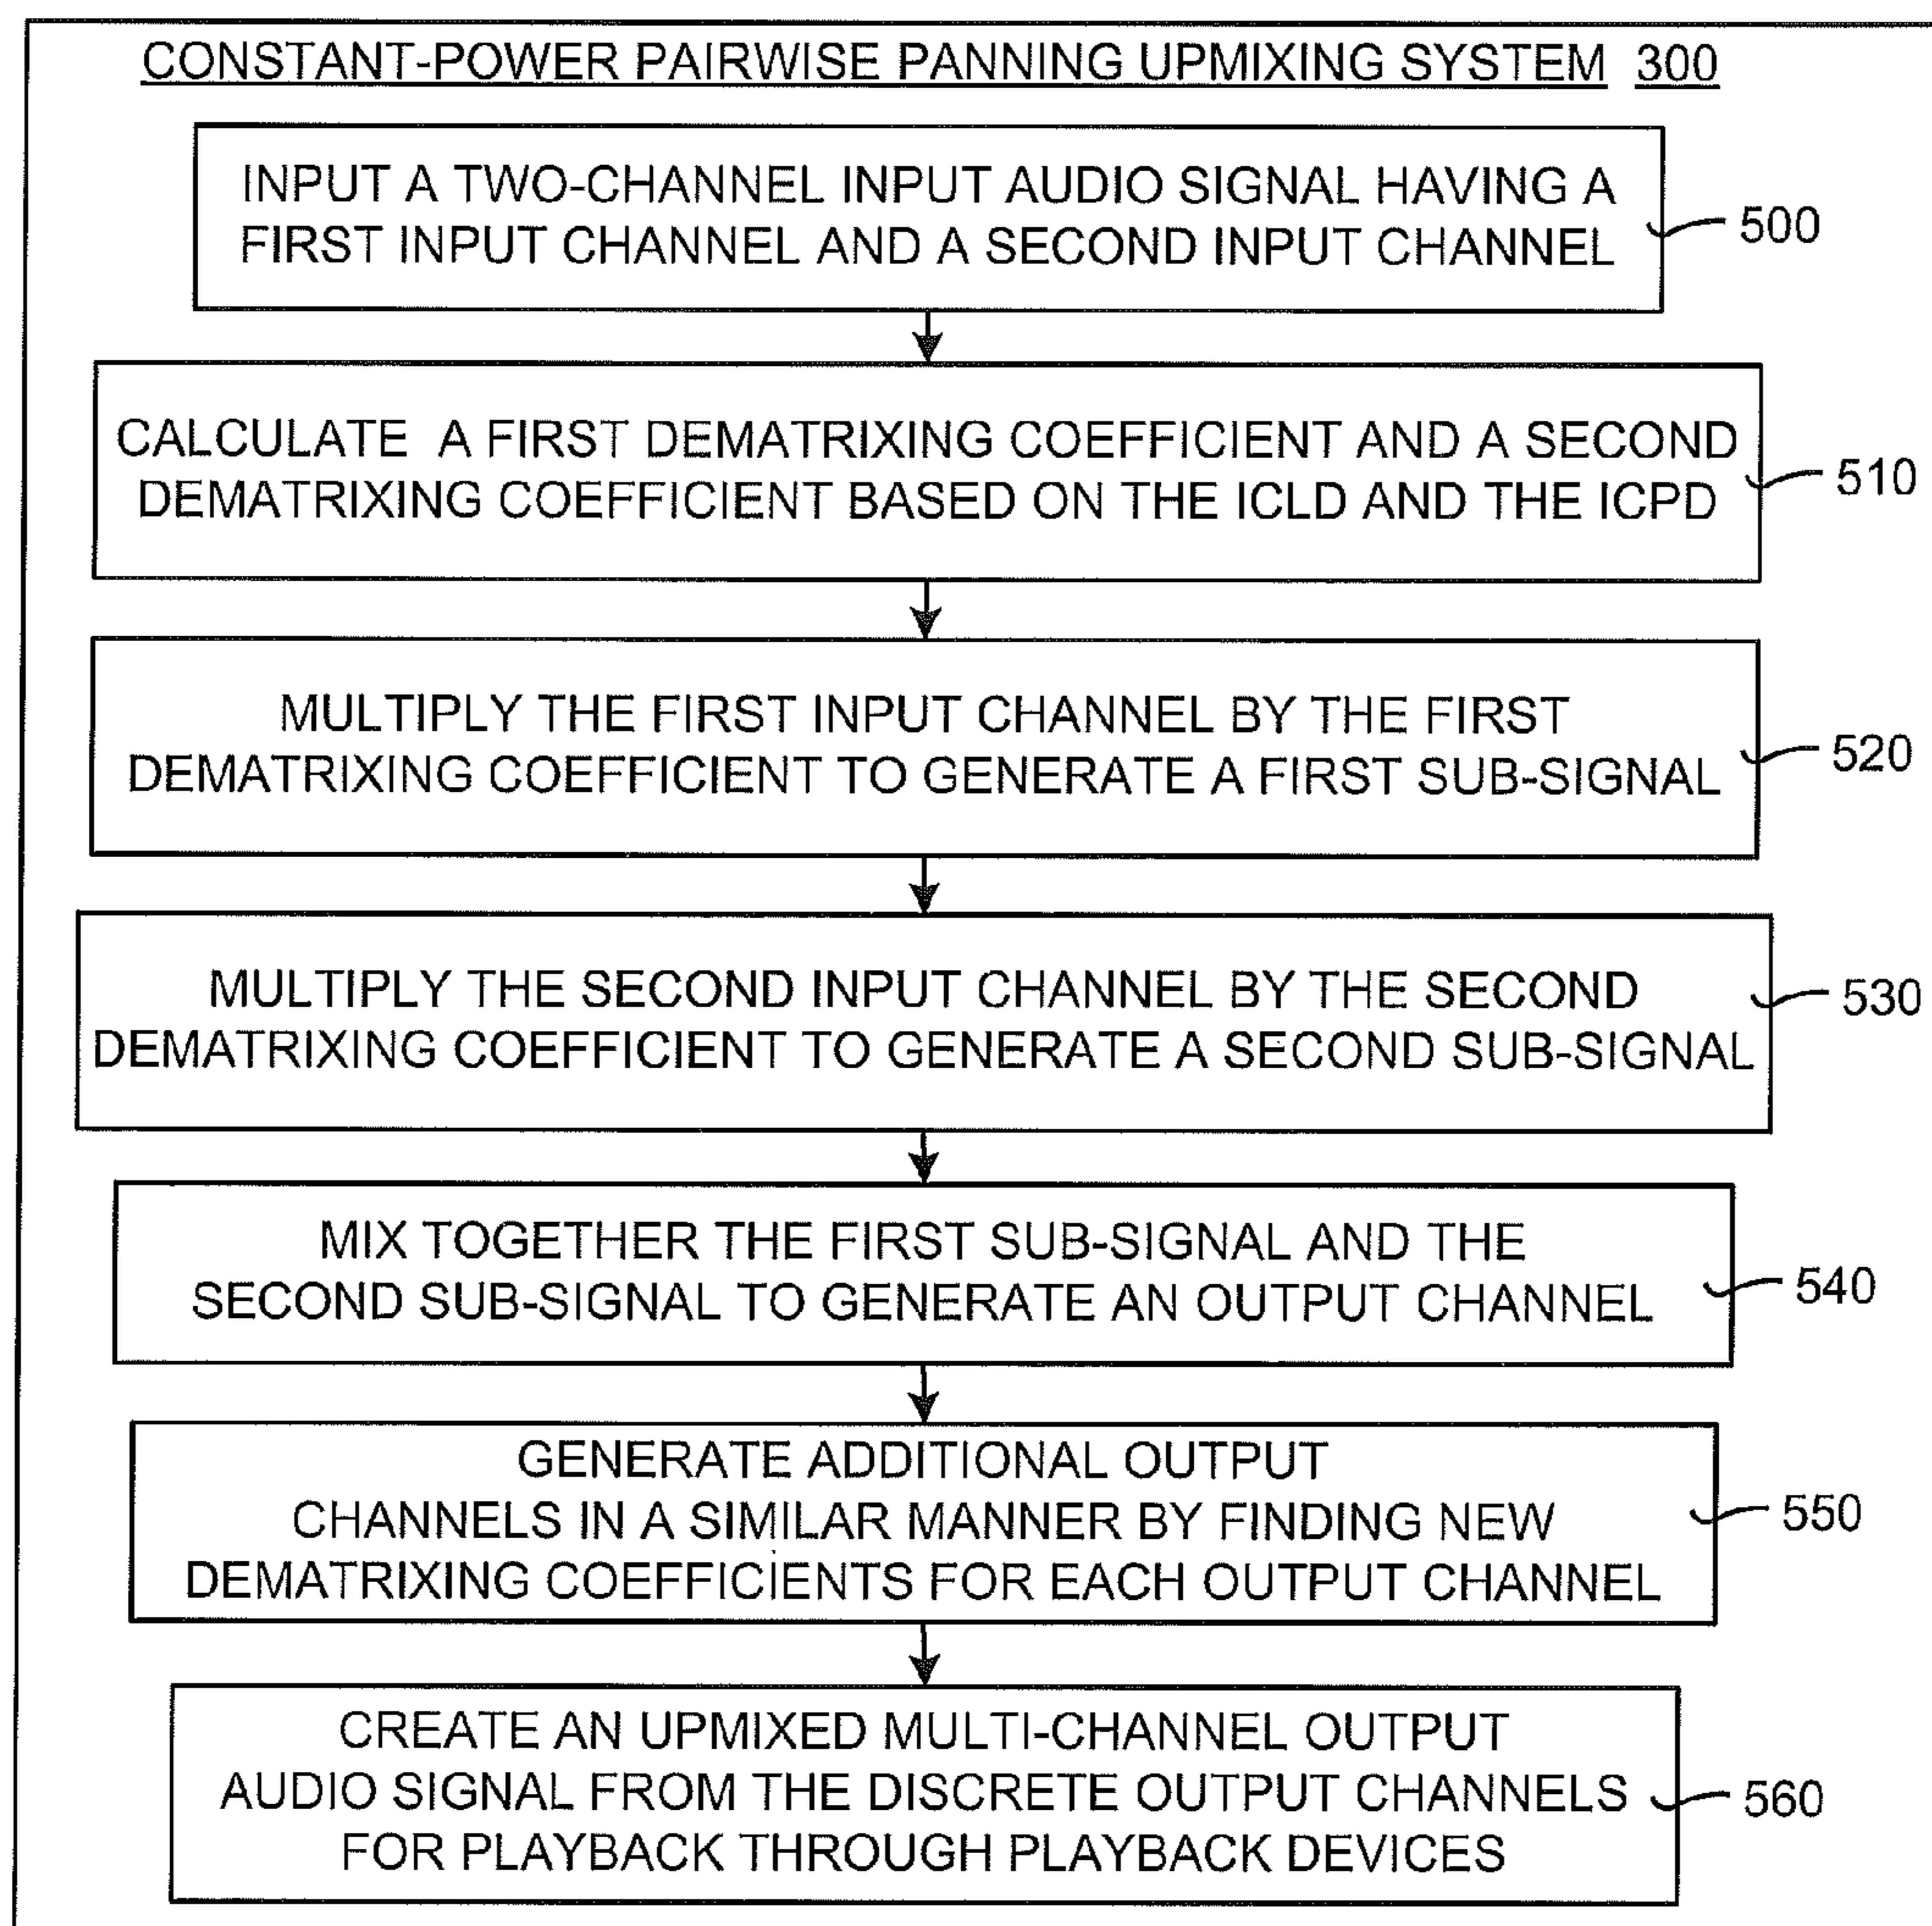 CONSTANT-POWER PAIRWISE PANNING UPMIXING SYSTEM 300
INPUT A TWO-CHANNEL INPUT AUDIO SIGNAL HAVING A
FIRST INPUT CHANNEL AND A SECOND INPUT CHANNEL
500
CALCULATE A FIRST DEMATRIXING COEFFICIENT AND A SECOND
DEMATRIXING COEFFICIENT BASED ON THE ICLD AND THE ICPD
510
MULTIPLY THE FIRST INPUT CHANNEL BY THE FIRST
DEMATRIXING COEFFICIENT TO GENERATE A FIRST SUB-SIGNAL
520
MULTIPLY THE SECOND INPUT CHANNEL BY THE SECOND
DEMATRIXING COEFFICIENT TO GENERATE A SECOND SUB-SIGNAL
530
MIX TOGETHER THE FIRST SUB-SIGNAL AND THE
SECOND SUB-SIGNAL TO GENERATE AN OUTPUT CHANNEL
540
GENERATE ADDITIONAL OUTPUT
CHANNELS IN A SIMILAR MANNER BY FINDING NEW
DEMATRIXING COEFFICIENTS FOR EACH OUTPUT CHANNEL
550
CREATE AN UPMIXED MULTI-CHANNEL OUTPUT
AUDIO SIGNAL FROM THE DISCRETE OUTPUT CHANNELS
FOR PLAYBACK THROUGH PLAYBACK DEVICES
560